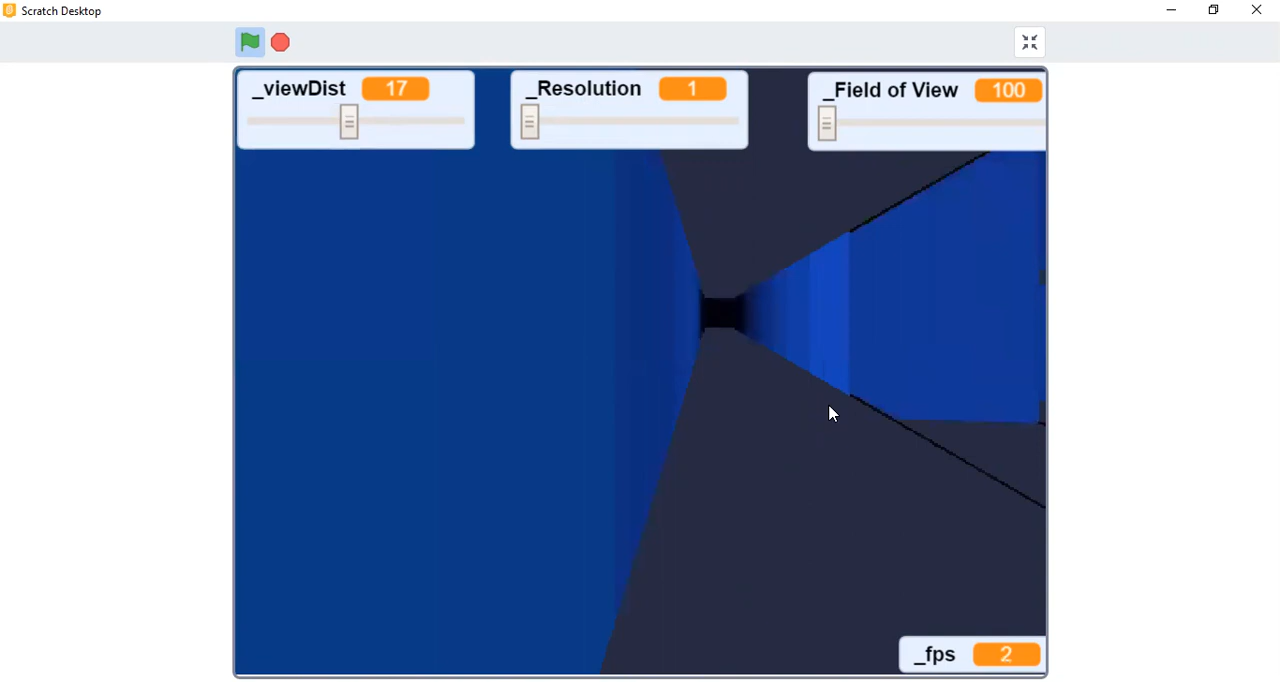 Scratch Desktop
_viewDist 17
_Resolution 1
_Field of View 100
_fps 2